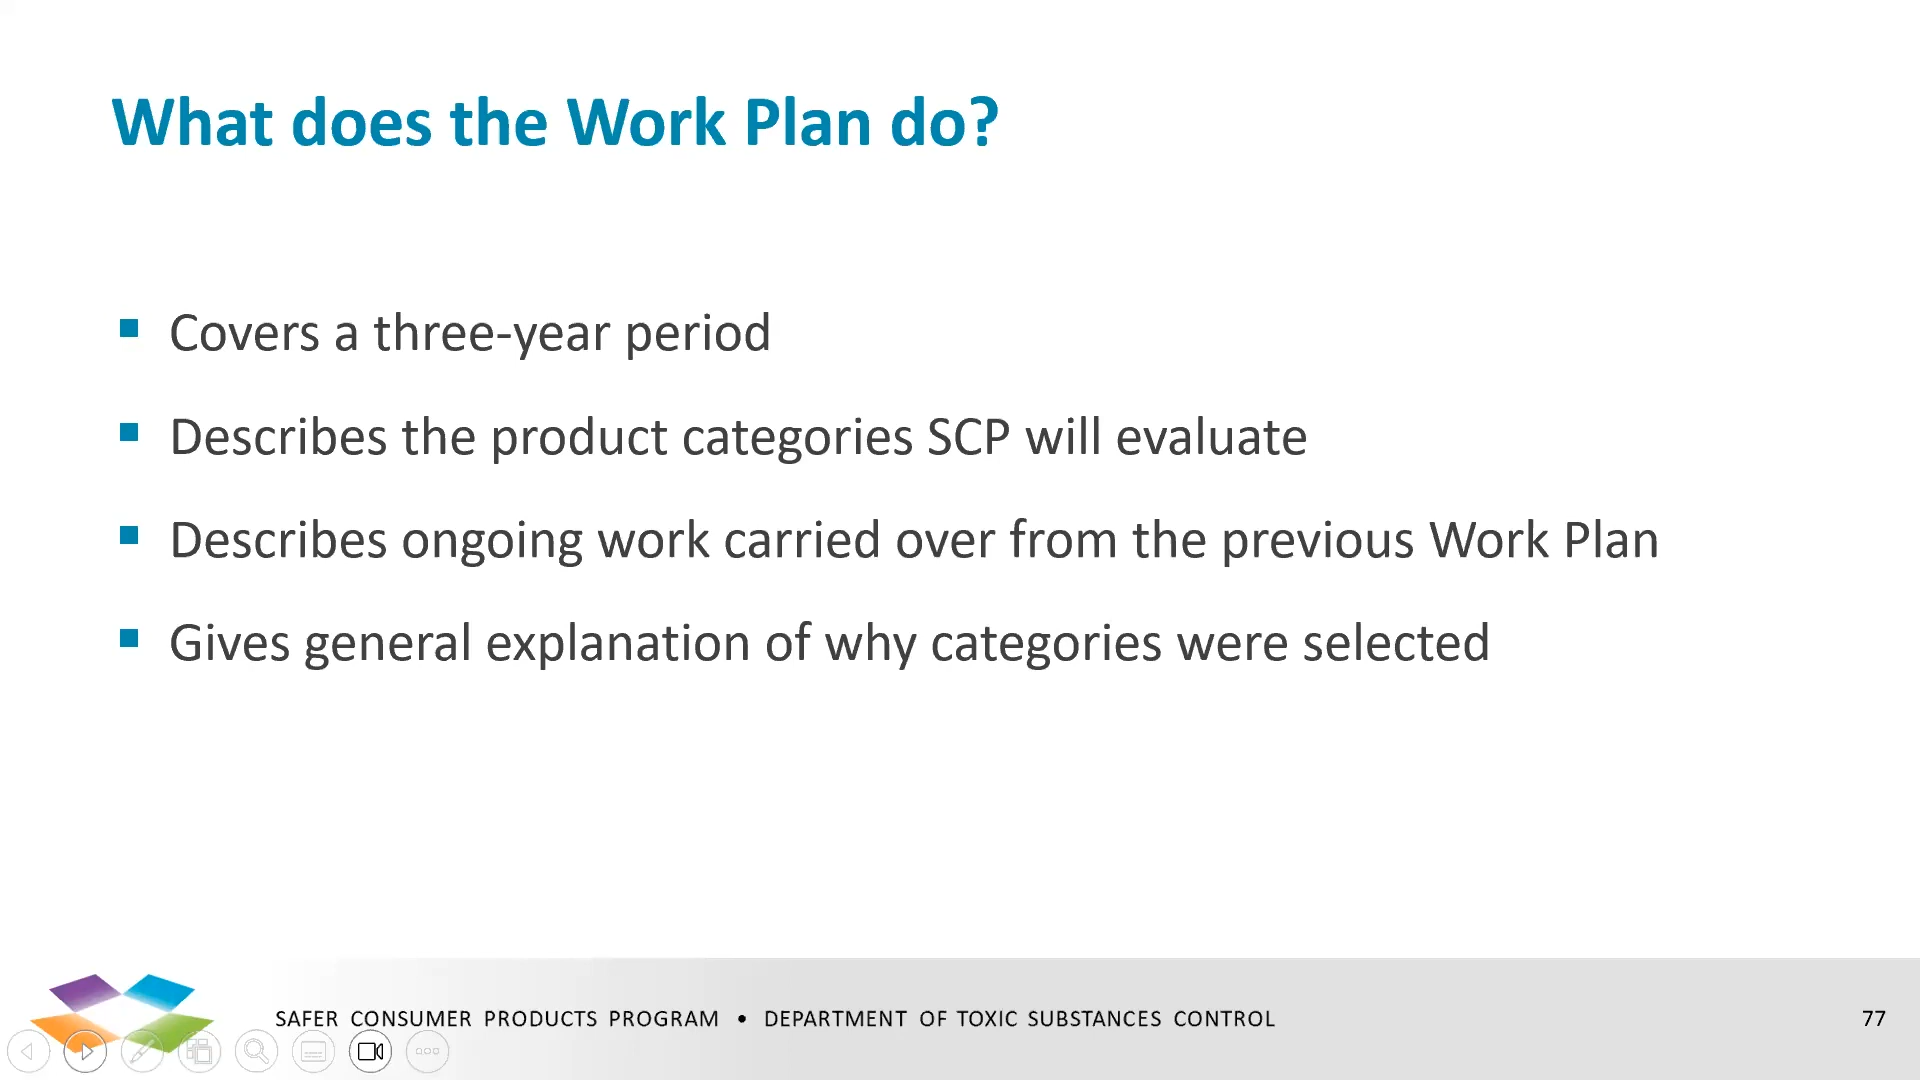 What does the Work Plan do?
Covers a three-year period
Describes the product categories SCP will evaluate
Describes ongoing work carried over from the previous Work Plan
Gives general explanation of why categories were selected
SAFER CONSUMER PRODUCTS PROGRAM • DEPARTMENT OF TOXIC SUBSTANCES CONTROL
77